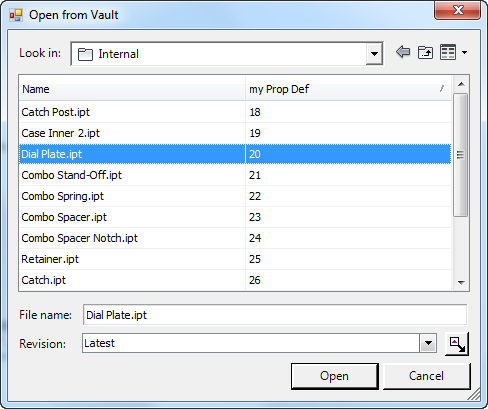 Open from Vault
Look in: Internal
Name my Prop Def
Catch Post.ipt 18
Case Inner 2.ipt 19
Dial Plate.ipt 20
Combo Stand-Off.ipt 21
Combo Spring.ipt 22
Combo Spacer.ipt 23
Combo Spacer Notch.ipt 24
Retainer.ipt 25
Catch.ipt 26
File name: Dial Plate.ipt
Revision: Latest
Open Cancel